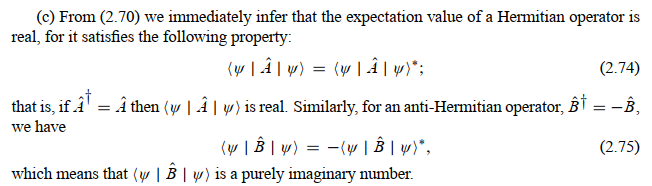 (c) From (2.70) we immediately infer that the expectation value of a Hermitian operator is
real, for it satisfies the following property:
⟨ψ | Â | ψ⟩ = ⟨ψ | Â | ψ⟩*; (2.74)
that is, if Â† = Â then ⟨ψ | Â | ψ⟩ is real. Similarly, for an anti-Hermitian operator, B̂† = −B̂,
we have
⟨ψ | B̂ | ψ⟩ = −⟨ψ | B̂ | ψ⟩*, (2.75)
which means that ⟨ψ | B̂ | ψ⟩ is a purely imaginary number.